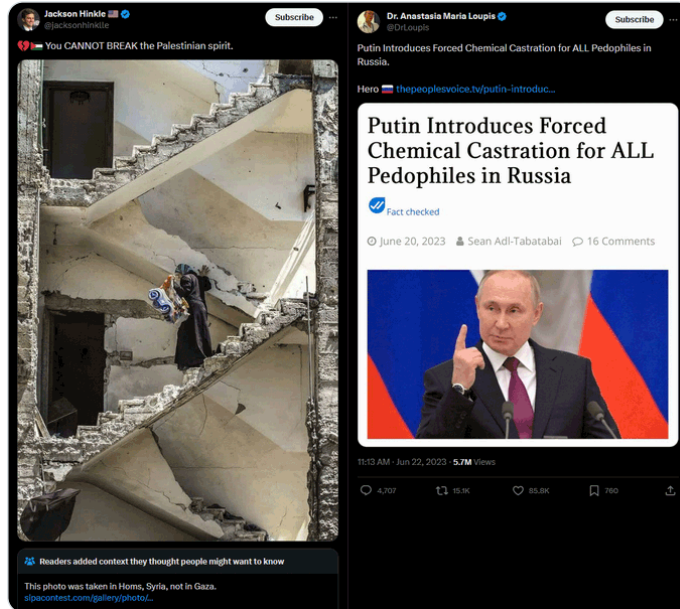 Jackson Hinkle
@jacksonhinklle
Subscribe
You CANNOT BREAK the Palestinian spirit.
Readers added context they thought people might want to know
This photo was taken in Homs, Syria, not in Gaza.
sipacontest.com/gallery/photo/...
Dr. Anastasia Maria Loupis
@DrLoupis
Subscribe
Putin Introduces Forced Chemical Castration for ALL Pedophiles in
Russia.
Hero thepeoplesvoice.tv/putin-introduc...
Putin Introduces Forced
Chemical Castration for ALL
Pedophiles in Russia
Fact checked
June 20, 2023 Sean Adl-Tabatabai 16 Comments
11:13 AM · Jun 22, 2023 · 5.7M Views
4,707 15.1K 85.8K 760